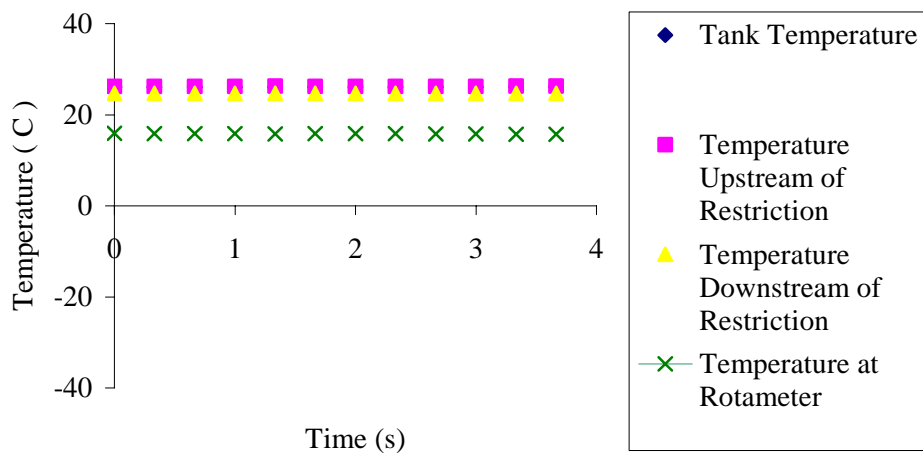 40
20
0
-20
-40
0 1 2 3 4
Temperature ( C )
Time (s)
Tank Temperature
Temperature
Upstream of
Restriction
Temperature
Downstream of
Restriction
Temperature at
Rotameter